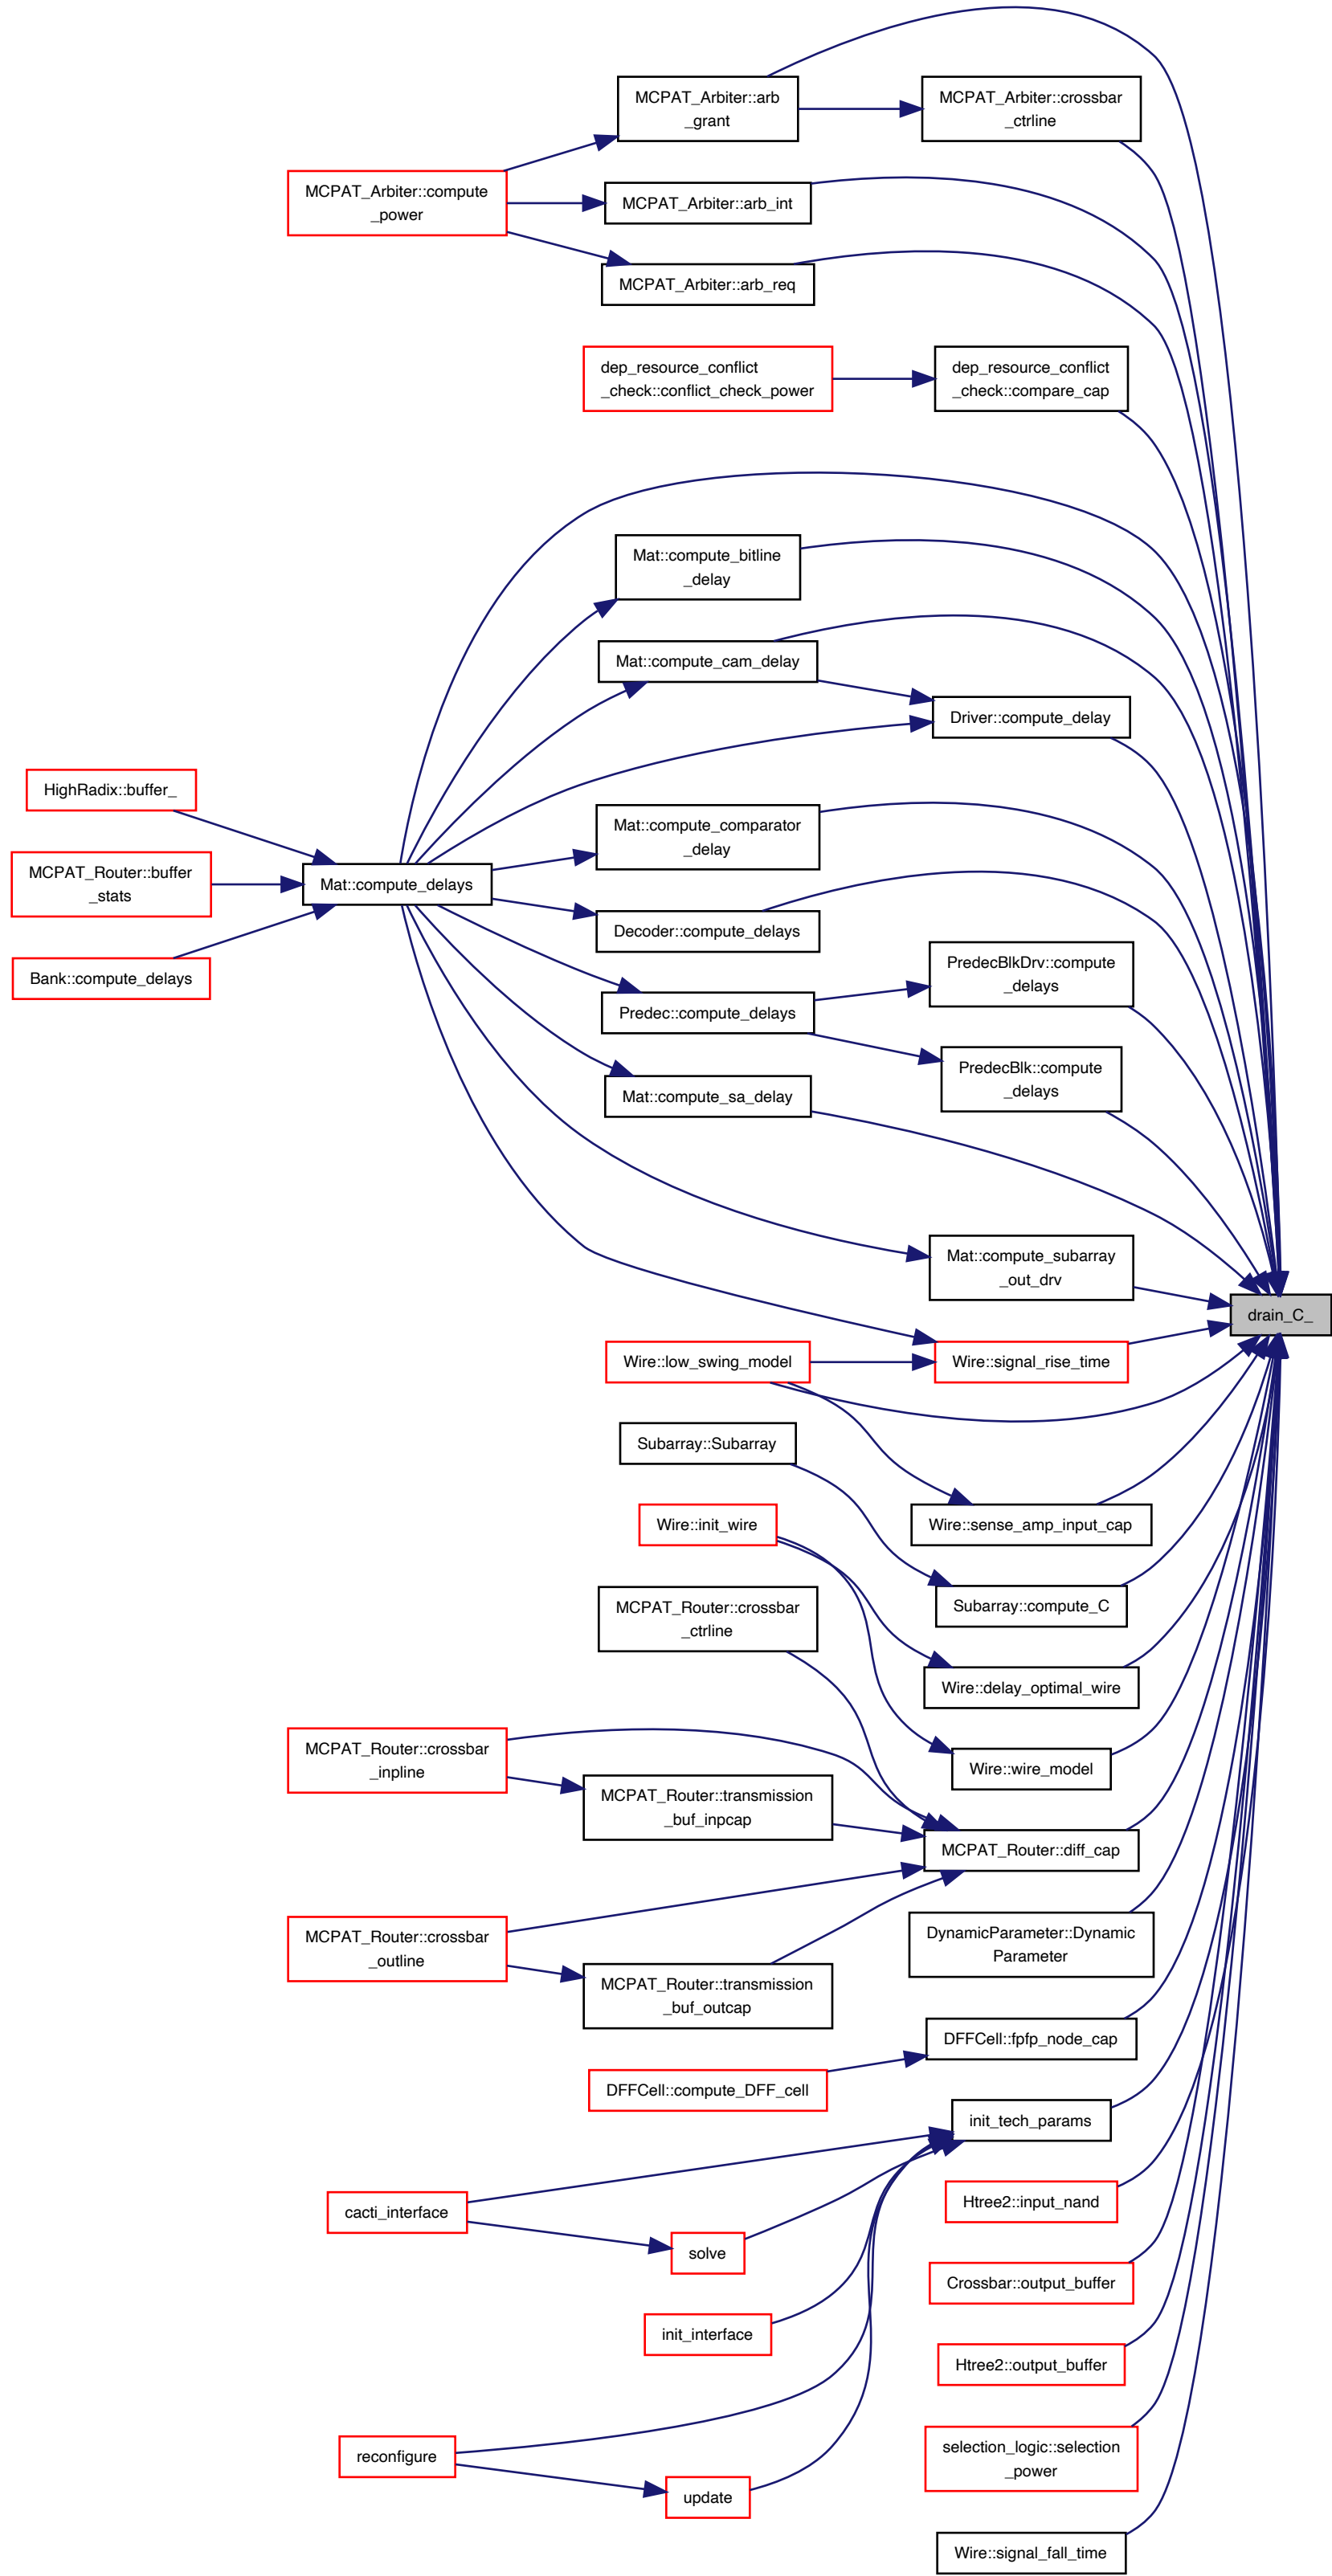 MCPAT_Arbiter::arb
_grant
MCPAT_Arbiter::crossbar
_ctrline
MCPAT_Arbiter::compute
_power
MCPAT_Arbiter::arb_int
MCPAT_Arbiter::arb_req
dep_resource_conflict
_check::conflict_check_power
dep_resource_conflict
_check::compare_cap
Mat::compute_bitline
_delay
Mat::compute_cam_delay
Driver::compute_delay
HighRadix::buffer_
Mat::compute_comparator
_delay
MCPAT_Router::buffer
_stats
Mat::compute_delays
Decoder::compute_delays
Bank::compute_delays
PredecBlkDrv::compute
_delays
Predec::compute_delays
PredecBlk::compute
_delays
Mat::compute_sa_delay
Mat::compute_subarray
_out_drv
drain_C_
Wire::low_swing_model
Wire::signal_rise_time
Subarray::Subarray
Wire::init_wire
Wire::sense_amp_input_cap
MCPAT_Router::crossbar
_ctrline
Subarray::compute_C
Wire::delay_optimal_wire
MCPAT_Router::crossbar
_inpline
Wire::wire_model
MCPAT_Router::transmission
_buf_inpcap
MCPAT_Router::diff_cap
MCPAT_Router::crossbar
_outline
DynamicParameter::Dynamic
Parameter
MCPAT_Router::transmission
_buf_outcap
DFFCell::fpfp_node_cap
DFFCell::compute_DFF_cell
init_tech_params
cacti_interface
Htree2::input_nand
solve
Crossbar::output_buffer
init_interface
Htree2::output_buffer
reconfigure
selection_logic::selection
_power
update
Wire::signal_fall_time